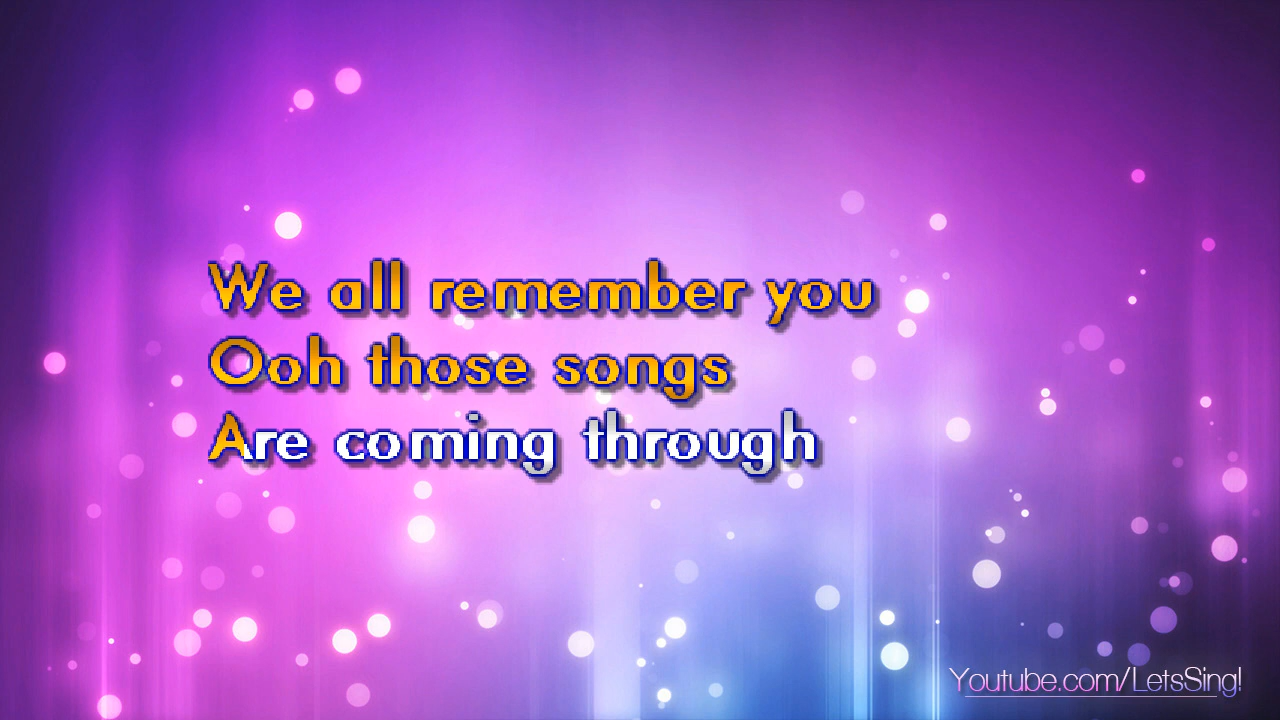 We all remember you
Ooh those songs
Are coming through
Youtube.com/LetsSing!